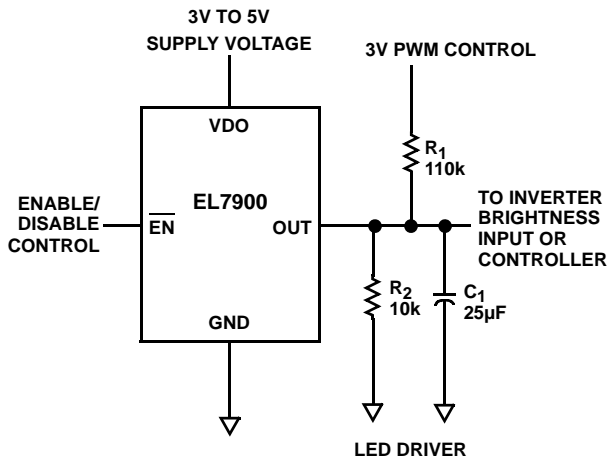 3V TO 5V
SUPPLY VOLTAGE
3V PWM CONTROL
VDO
R1
110k
ENABLE/
DISABLE
CONTROL
EN
EL7900
OUT
TO INVERTER
BRIGHTNESS
INPUT OR
CONTROLLER
R2
10k
C1
25µF
GND
LED DRIVER